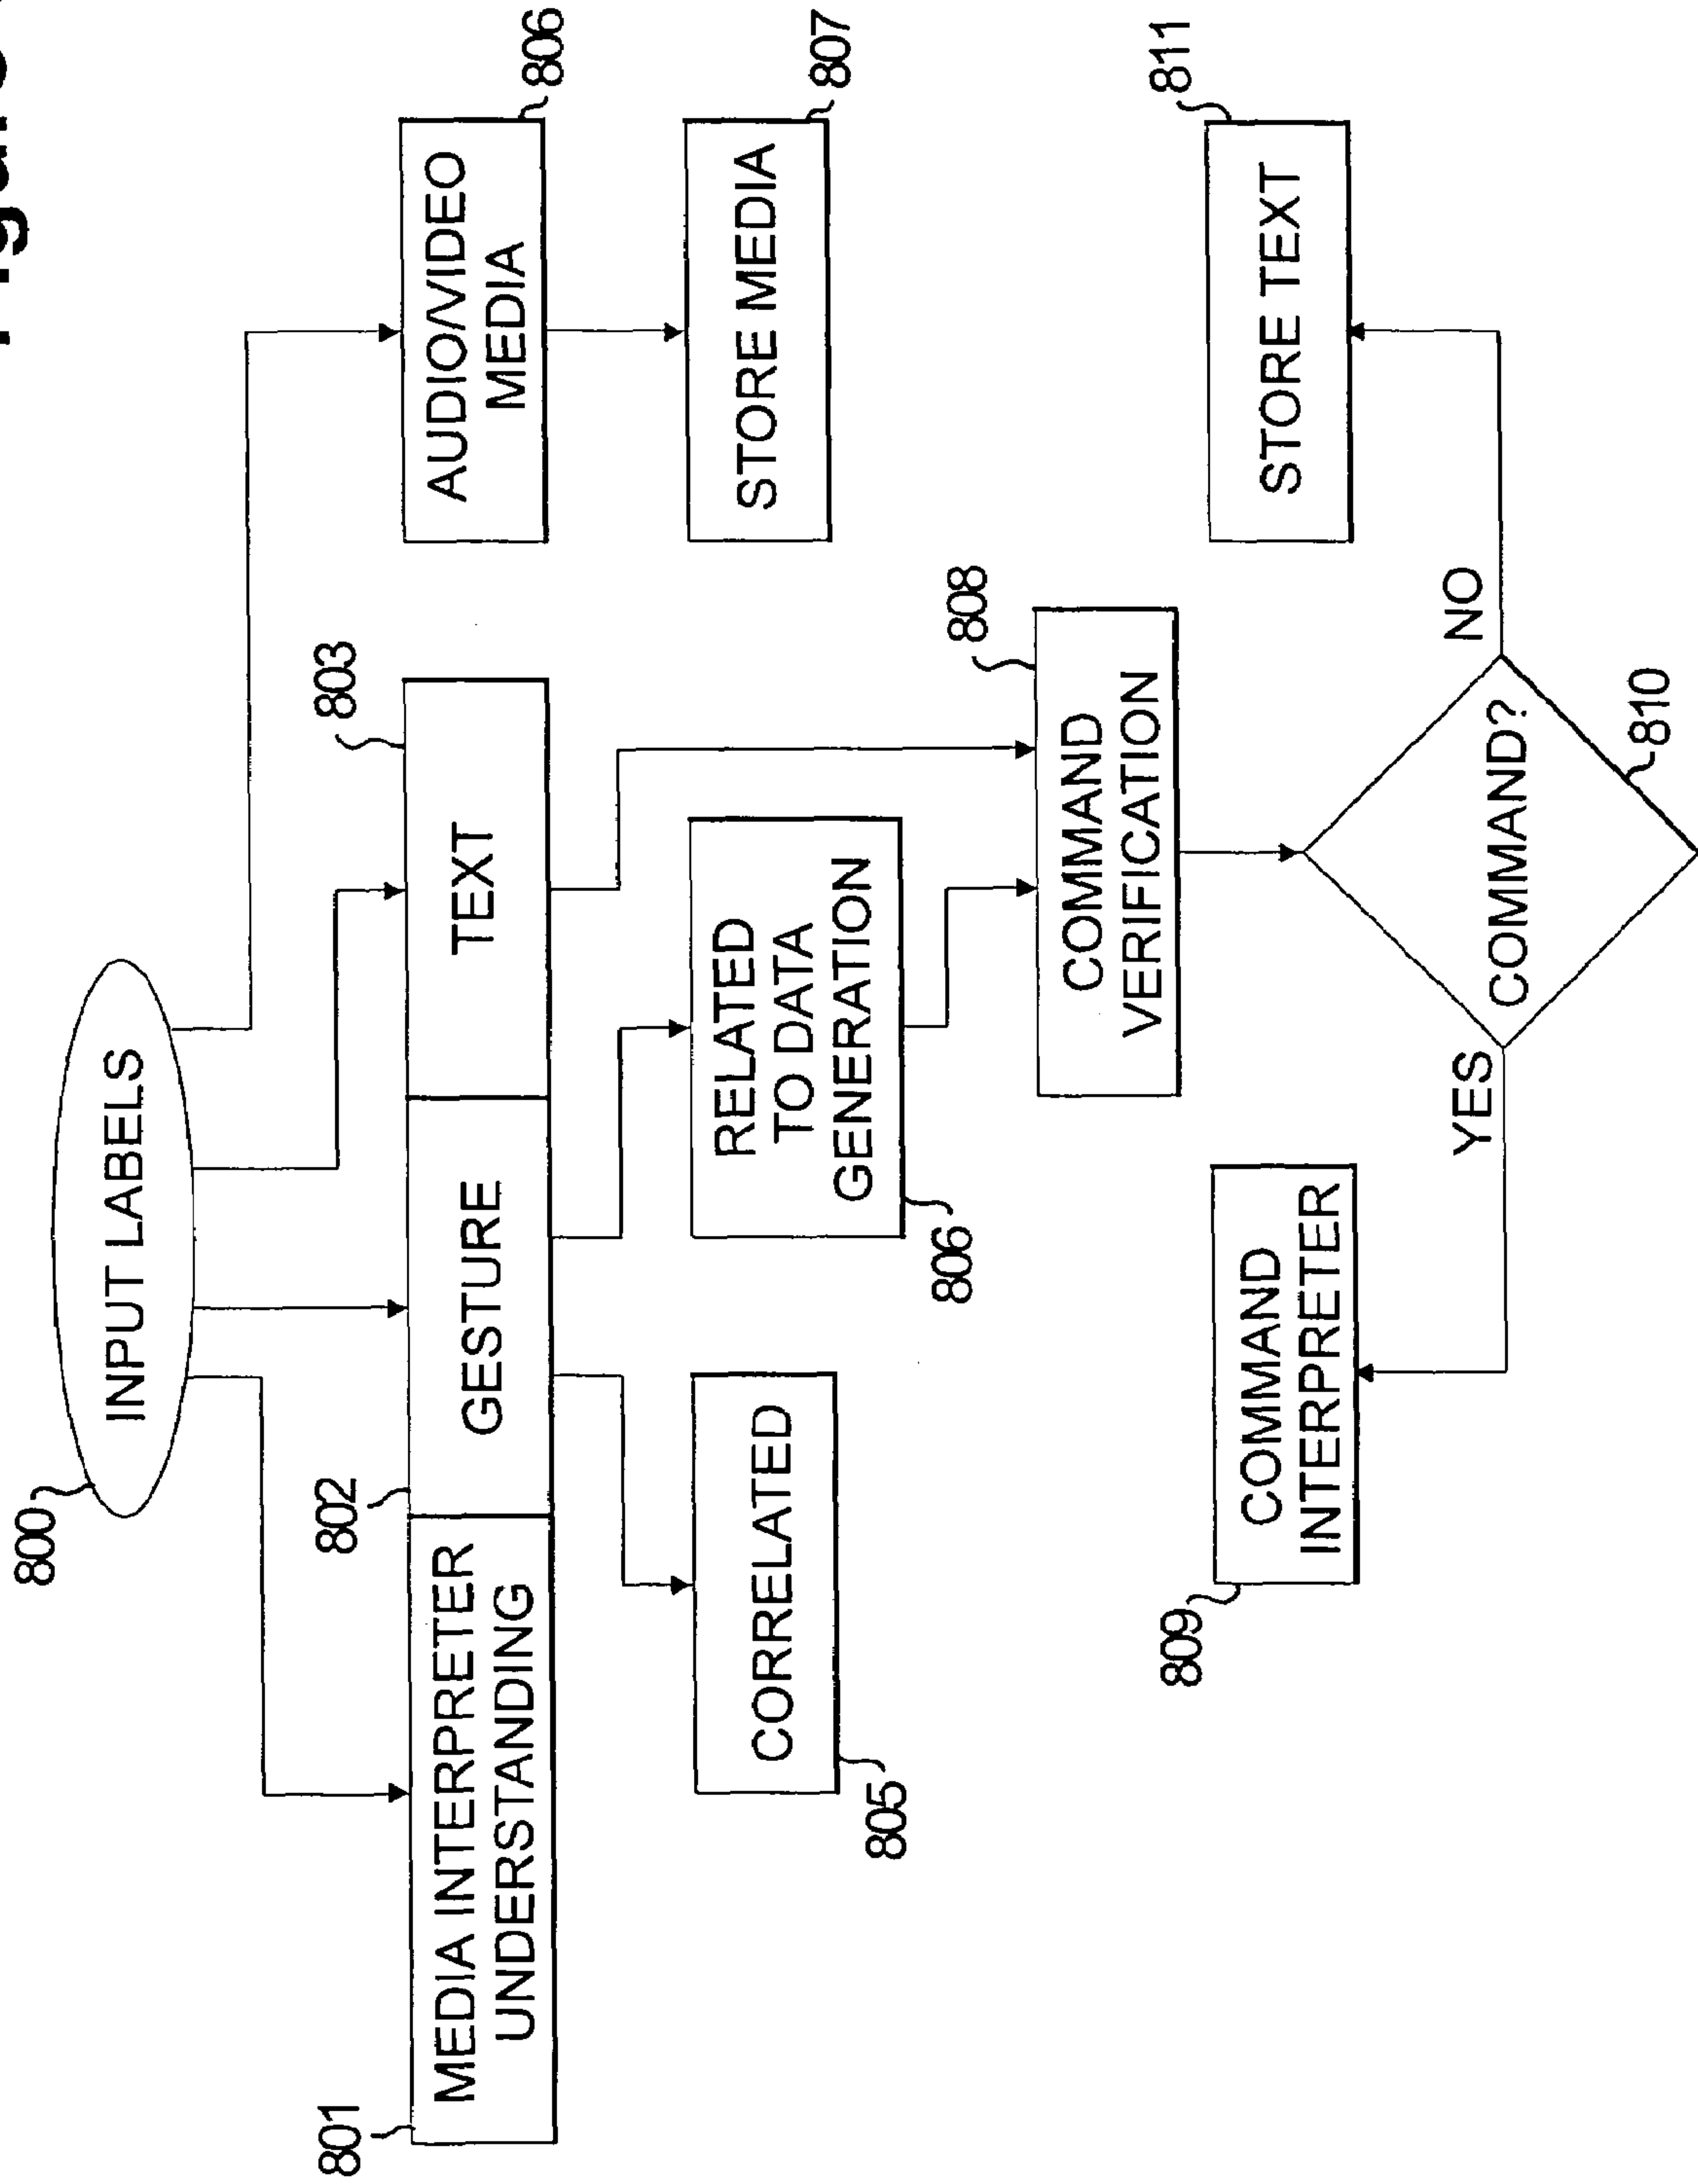 800
INPUT LABELS
801
MEDIA INTERPRETER
UNDERSTANDING
802
GESTURE
803
TEXT
AUDIO/VIDEO
MEDIA
806
805
CORRELATED
806
RELATED
TO DATA
GENERATION
STORE MEDIA
807
808
COMMAND
VERIFICATION
809
COMMAND
INTERPRETER
YES
COMMAND?
810
NO
STORE TEXT
811